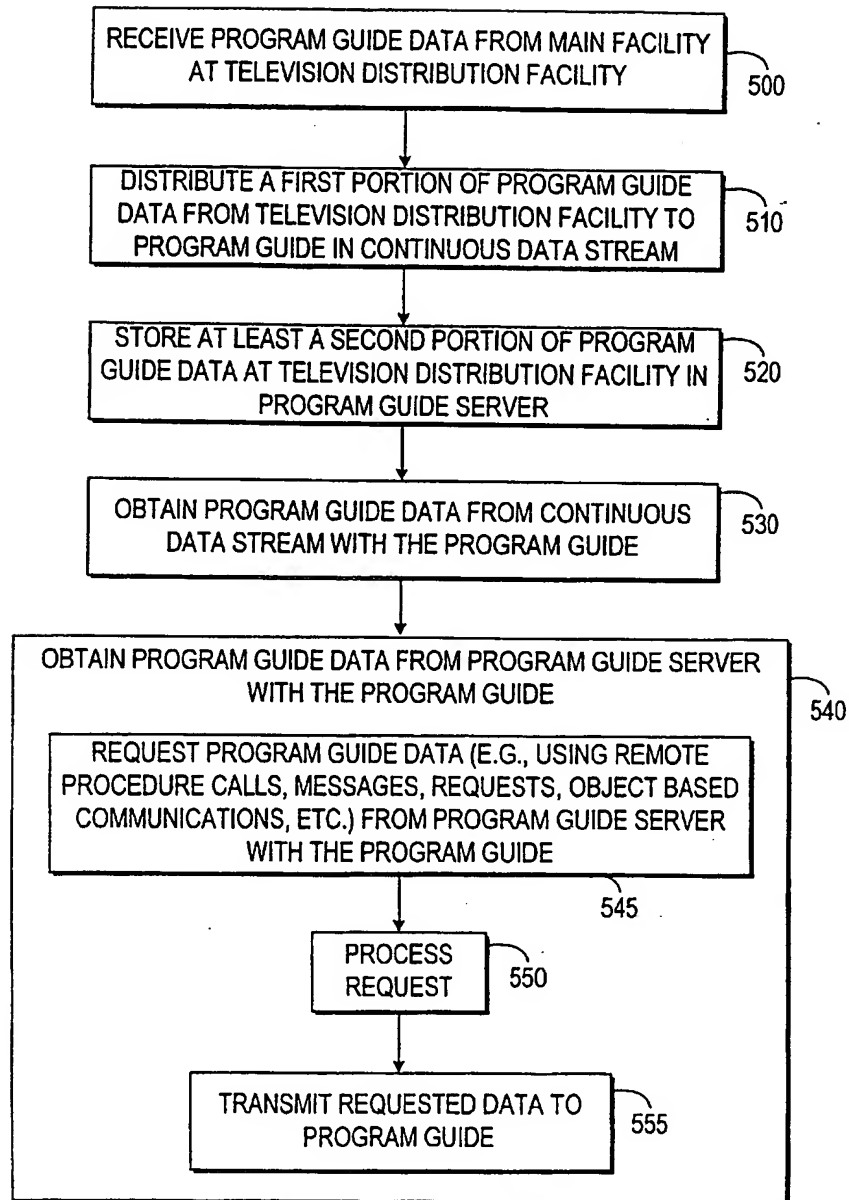 RECEIVE PROGRAM GUIDE DATA FROM MAIN FACILITY
AT TELEVISION DISTRIBUTION FACILITY
500
DISTRIBUTE A FIRST PORTION OF PROGRAM GUIDE
DATA FROM TELEVISION DISTRIBUTION FACILITY TO
PROGRAM GUIDE IN CONTINUOUS DATA STREAM
510
STORE AT LEAST A SECOND PORTION OF PROGRAM
GUIDE DATA AT TELEVISION DISTRIBUTION FACILITY IN
PROGRAM GUIDE SERVER
520
OBTAIN PROGRAM GUIDE DATA FROM CONTINUOUS
DATA STREAM WITH THE PROGRAM GUIDE
530
OBTAIN PROGRAM GUIDE DATA FROM PROGRAM GUIDE SERVER
WITH THE PROGRAM GUIDE
540
REQUEST PROGRAM GUIDE DATA (E.G., USING REMOTE
PROCEDURE CALLS, MESSAGES, REQUESTS, OBJECT BASED
COMMUNICATIONS, ETC.) FROM PROGRAM GUIDE SERVER
WITH THE PROGRAM GUIDE
545
PROCESS
REQUEST
550
TRANSMIT REQUESTED DATA TO
PROGRAM GUIDE
555